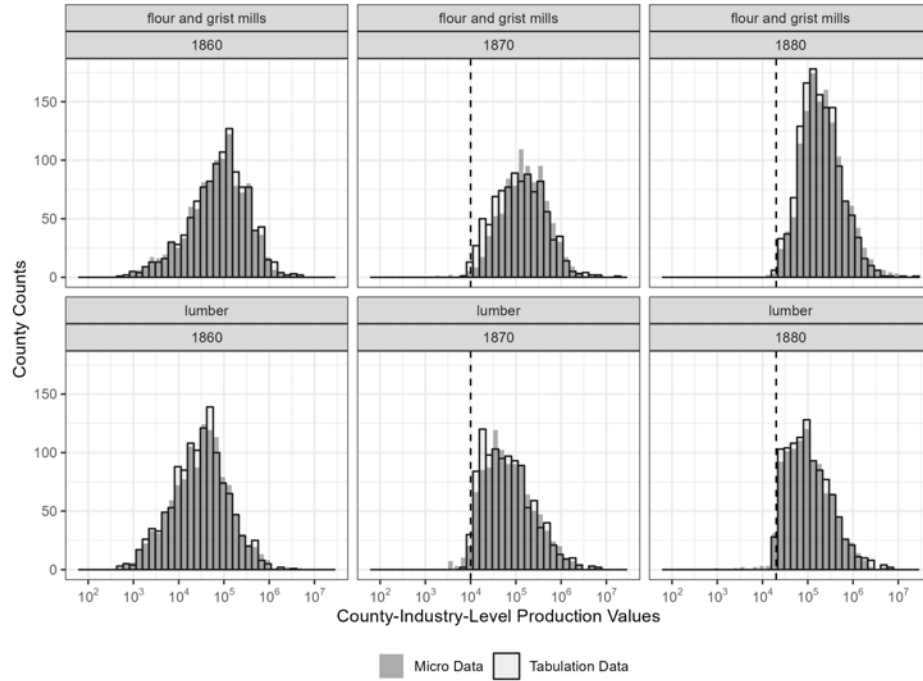 flour and grist mills
flour and grist mills
flour and grist mills
1860
1870
1880
150
100
50
0
lumber
lumber
lumber
1860
1870
1880
150
100
50
0
County Counts
10² 10³ 10⁴ 10⁵ 10⁶ 10⁷
10² 10³ 10⁴ 10⁵ 10⁶ 10⁷
10² 10³ 10⁴ 10⁵ 10⁶ 10⁷
County-Industry-Level Production Values
Micro Data
Tabulation Data